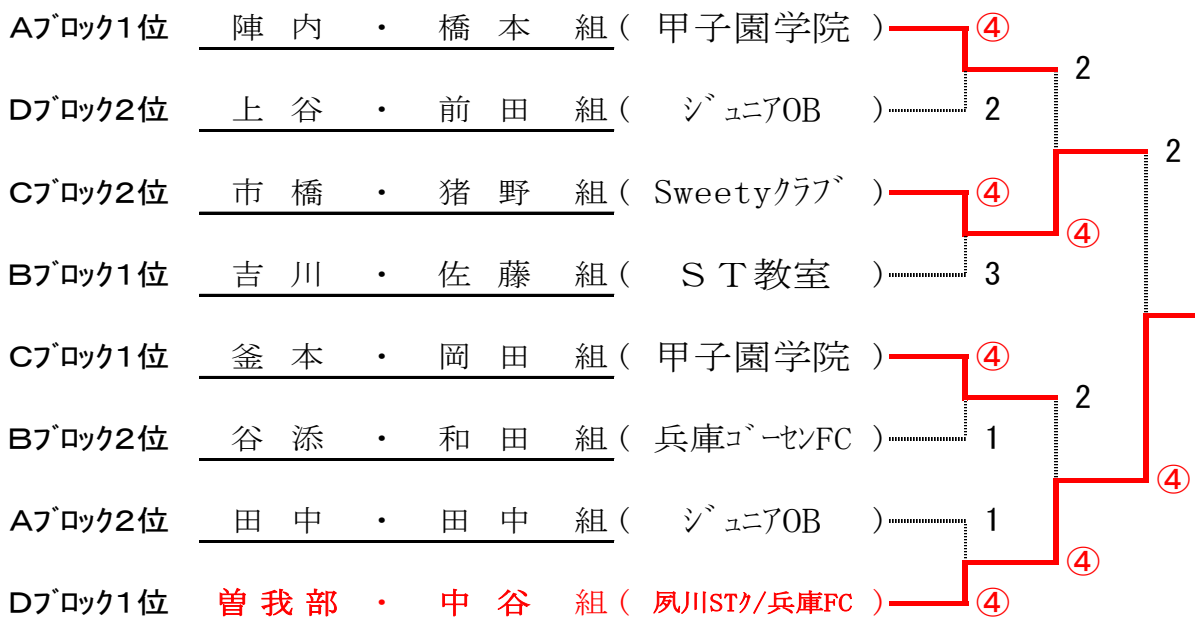 Aﾌﾞﾛｯｸ1位 陣内・橋本 組 ( 甲子園学院 ) ④
2
Dﾌﾞﾛｯｸ2位 上谷・前田 組 ( ｼﾞｭﾆｱOB ) 2
2
Cﾌﾞﾛｯｸ2位 市橋・猪野 組 ( Sweetyｸﾗﾌﾞ ) ④
④
Bﾌﾞﾛｯｸ1位 吉川・佐藤 組 ( ＳＴ教室 ) 3
Cﾌﾞﾛｯｸ1位 釜本・岡田 組 ( 甲子園学院 ) ④
2
Bﾌﾞﾛｯｸ2位 谷添・和田 組 ( 兵庫ｺﾞｰｾﾝFC ) 1
④
Aﾌﾞﾛｯｸ2位 田中・田中 組 ( ｼﾞｭﾆｱOB ) 1
④
Dﾌﾞﾛｯｸ1位 曽我部・中谷 組 ( 夙川STｸ/兵庫FC ) ④